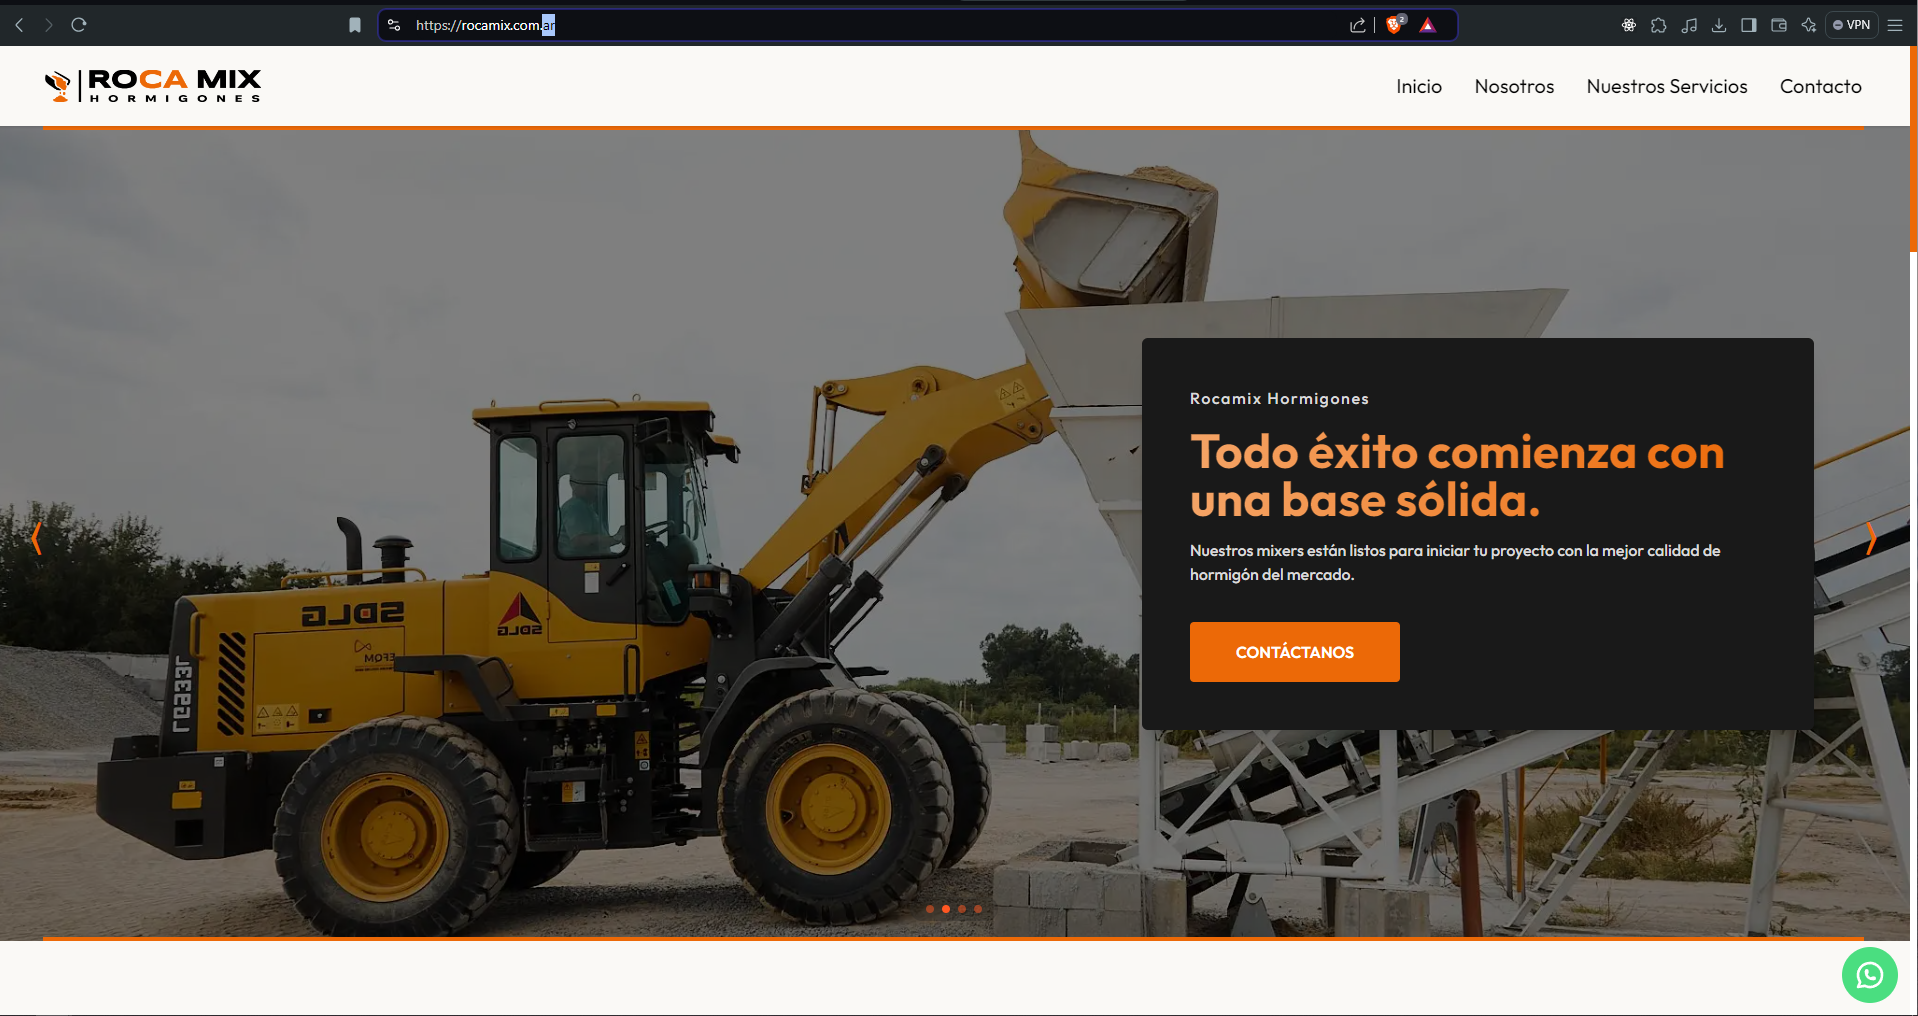 https://rocamix.com.ar
2
VPN
ROCA MIX
HORMIGONES
Inicio
Nosotros
Nuestros Servicios
Contacto
Rocamix Hormigones
Todo éxito comienza con
una base sólida.
Nuestros mixers están listos para iniciar tu proyecto con la mejor calidad de
hormigón del mercado.
CONTÁCTANOS
SDLG
SDLG
FEQM